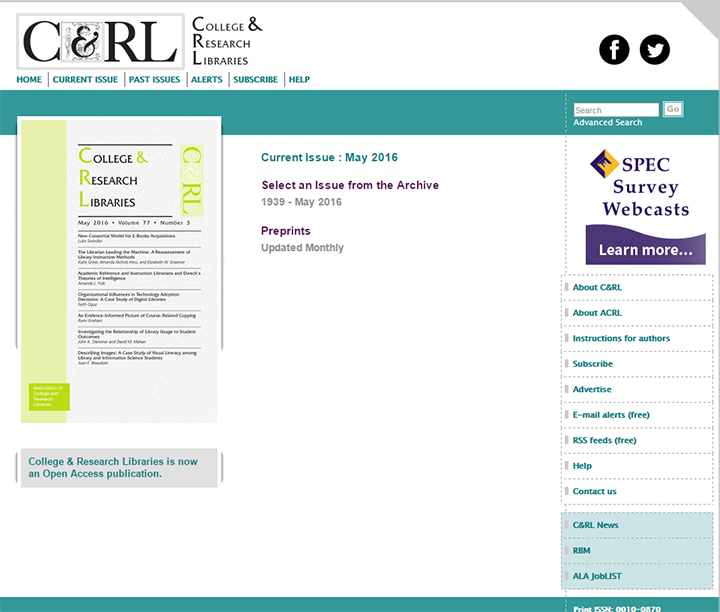 C&RL
COLLEGE &
RESEARCH
LIBRARIES
HOME
CURRENT ISSUE
PAST ISSUES
ALERTS
SUBSCRIBE
HELP
Search
Go
Advanced Search
COLLEGE &
RESEARCH
LIBRARIES
C&RL
May 2016 • Volume 77 • Number 3
New Consortial Model for E-Books Acquisitions
Luke Swindler
The Librarian Leading the Machine: A Reassessment of
Library Instruction Methods
Katie Greer, Amanda Nichols Hess, and Elizabeth W. Kraemer
Academic Reference and Instruction Librarians and Dweck's
Theories of Intelligence
Amanda L. Folk
Organizational Influences in Technology Adoption
Decisions: A Case Study of Digital Libraries
Fatih Oguz
An Evidence-Informed Picture of Course-Related Copying
Rumi Graham
Investigating the Relationship of Library Usage to Student
Outcomes
John K. Stemmer and David M. Mahan
Describing Images: A Case Study of Visual Literacy among
Library and Information Science Students
Joan E. Beaudoin
Association of
College and
Research
Libraries
College & Research Libraries is now
an Open Access publication.
Current Issue : May 2016
Select an Issue from the Archive
1939 - May 2016
Preprints
Updated Monthly
SPEC
Survey
Webcasts
Learn more...
About C&RL
About ACRL
Instructions for authors
Subscribe
Advertise
E-mail alerts (free)
RSS feeds (free)
Help
Contact us
C&RL News
RBM
ALA JobLIST
Print ISSN: 0010-0870